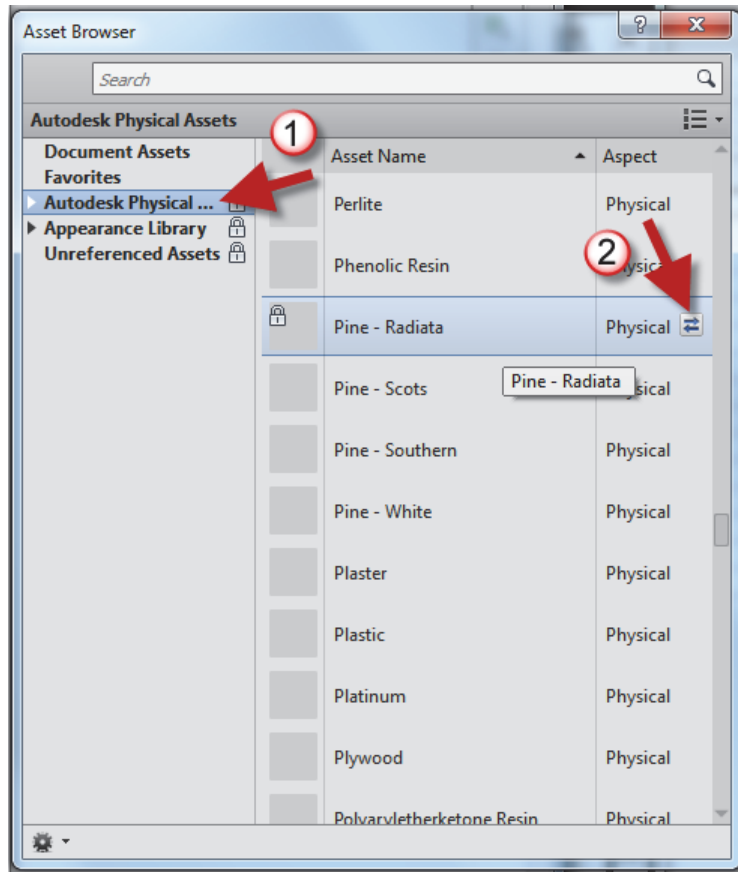 Asset Browser
?
Search
Autodesk Physical Assets
1
Document Assets
Favorites
Autodesk Physical ...
Appearance Library
Unreferenced Assets
Asset Name Aspect
Perlite Physical
2
Phenolic Resin
Pine - Radiata Physical
Pine - Radiata
Pine - Scots
Pine - Southern Physical
Pine - White Physical
Plaster Physical
Plastic Physical
Platinum Physical
Plywood Physical
Polyaryletherketone Resin Physical